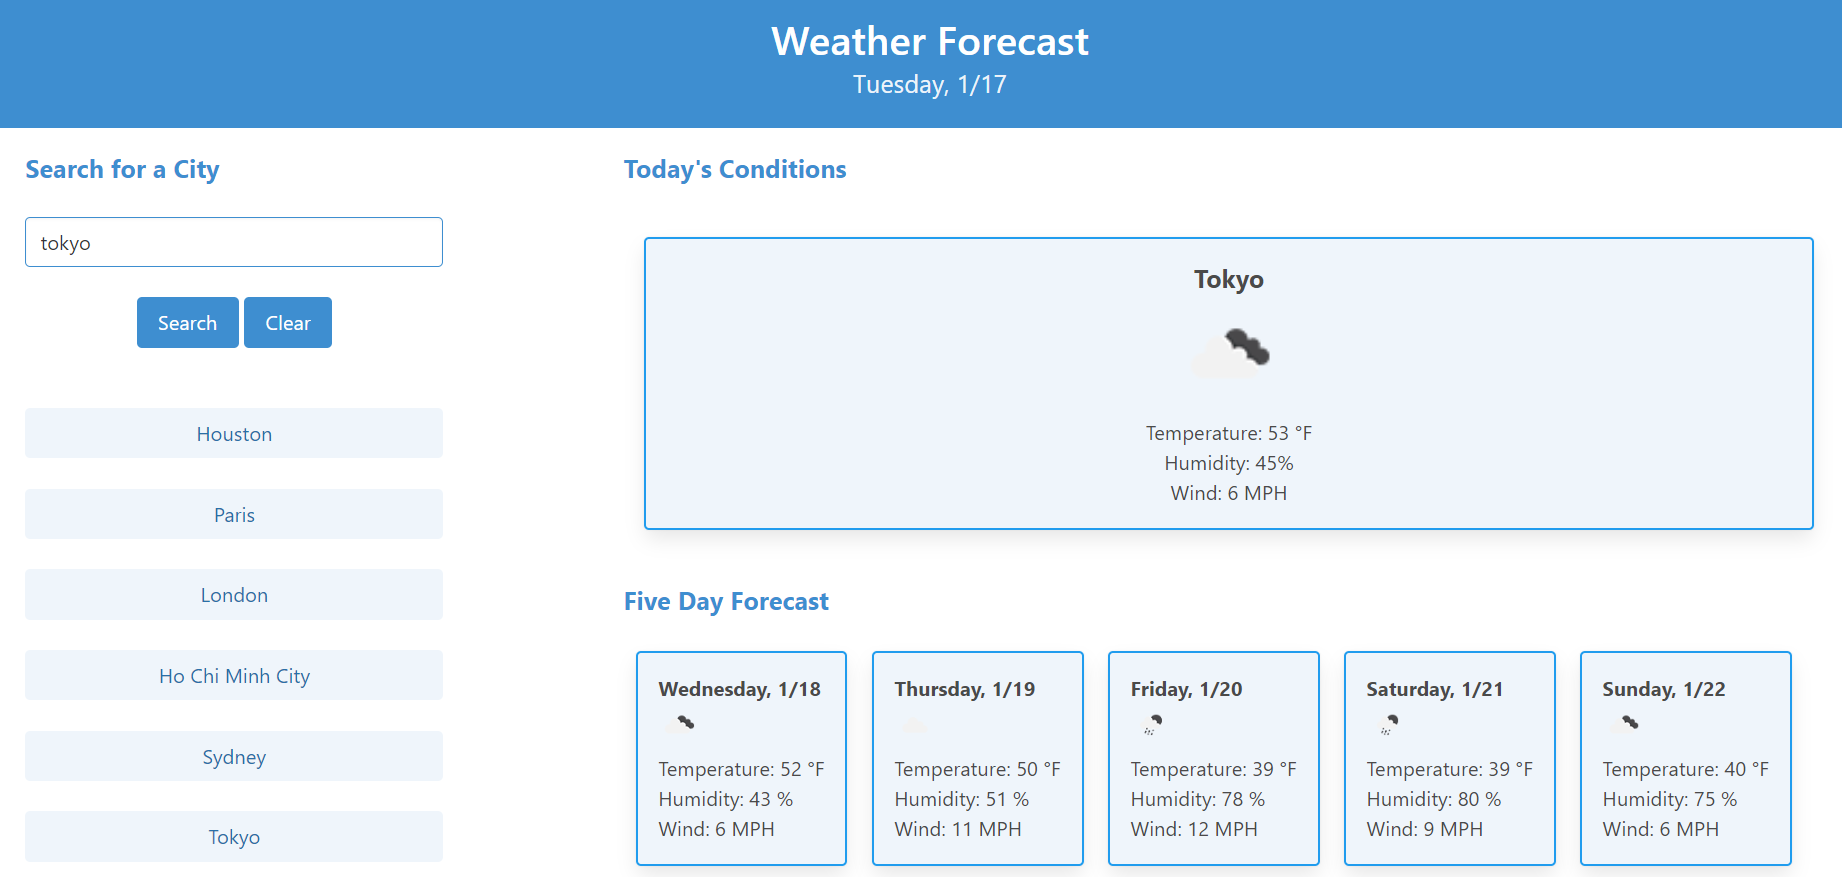 Weather Forecast
Tuesday, 1/17
Search for a City
tokyo
Search
Clear
Houston
Paris
London
Ho Chi Minh City
Sydney
Tokyo
Today's Conditions
Tokyo
Temperature: 53 °F
Humidity: 45%
Wind: 6 MPH
Five Day Forecast
Wednesday, 1/18
Temperature: 52 °F
Humidity: 43 %
Wind: 6 MPH
Thursday, 1/19
Temperature: 50 °F
Humidity: 51 %
Wind: 11 MPH
Friday, 1/20
Temperature: 39 °F
Humidity: 78 %
Wind: 12 MPH
Saturday, 1/21
Temperature: 39 °F
Humidity: 80 %
Wind: 9 MPH
Sunday, 1/22
Temperature: 40 °F
Humidity: 75 %
Wind: 6 MPH